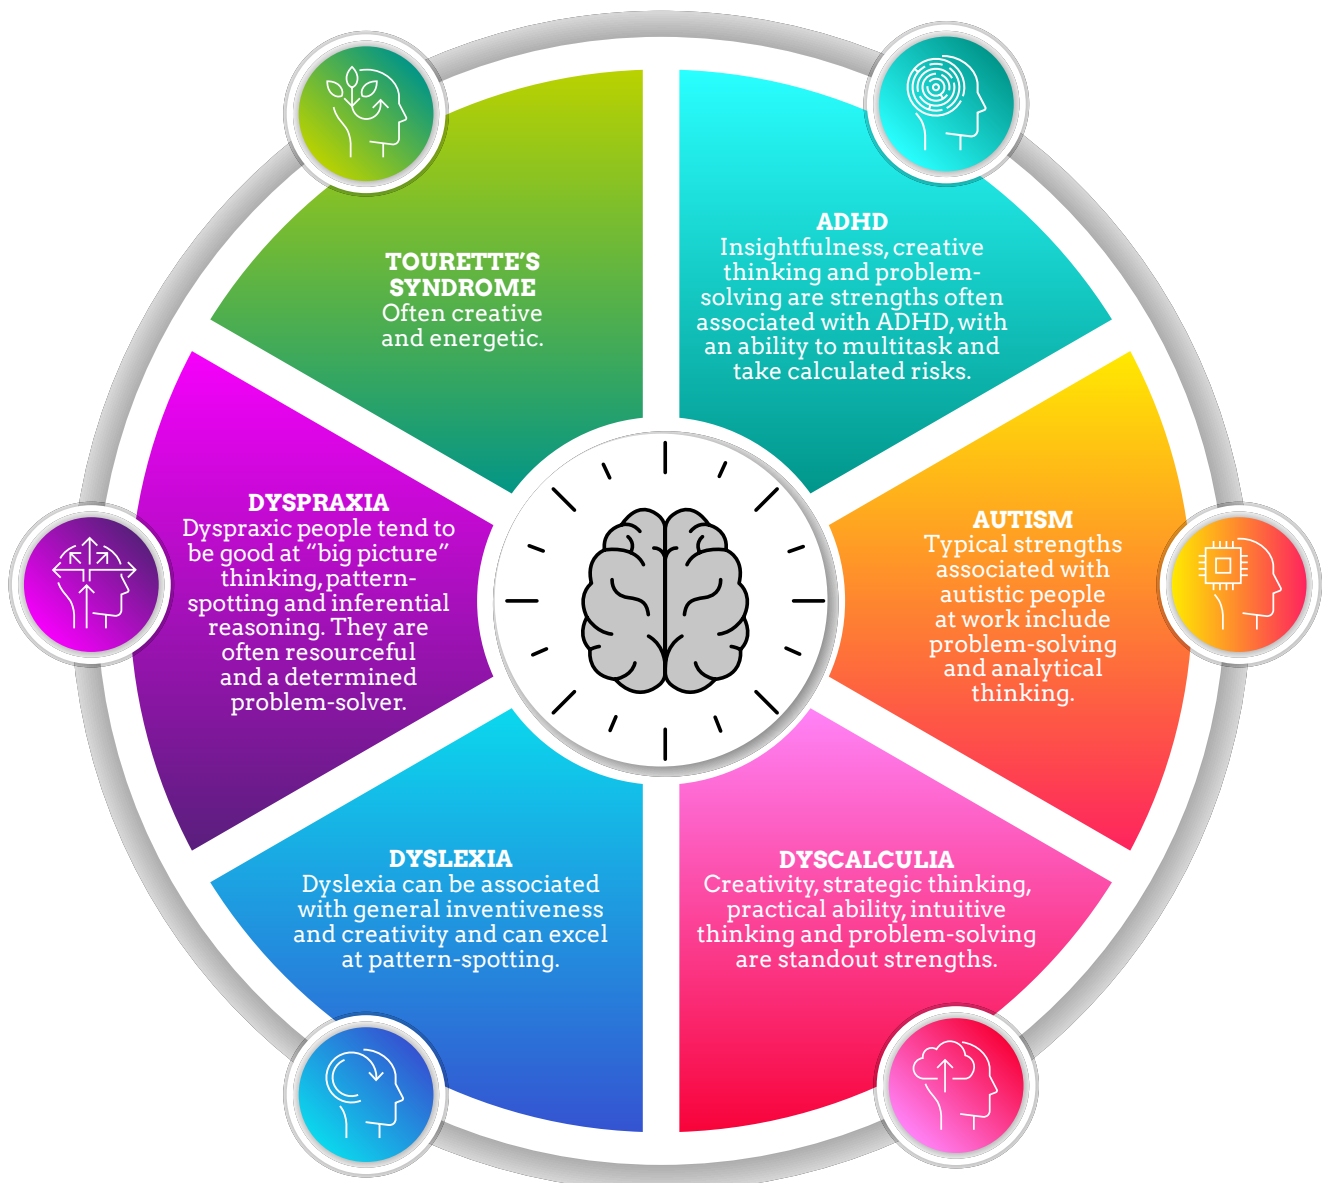 TOURETTE'S
SYNDROME
Often creative
and energetic.
ADHD
Insightfulness, creative
thinking and problem-
solving are strengths often
associated with ADHD, with
an ability to multitask and
take calculated risks.
AUTISM
Typical strengths
associated with
autistic people
at work include
problem-solving
and analytical
thinking.
DYSCALCULIA
Creativity, strategic thinking,
practical ability, intuitive
thinking and problem-solving
are standout strengths.
DYSLEXIA
Dyslexia can be associated
with general inventiveness
and creativity and can excel
at pattern-spotting.
DYSPRAXIA
Dyspraxic people tend to
be good at “big picture”
thinking, pattern-
spotting and inferential
reasoning. They are
often resourceful
and a determined
problem-solver.